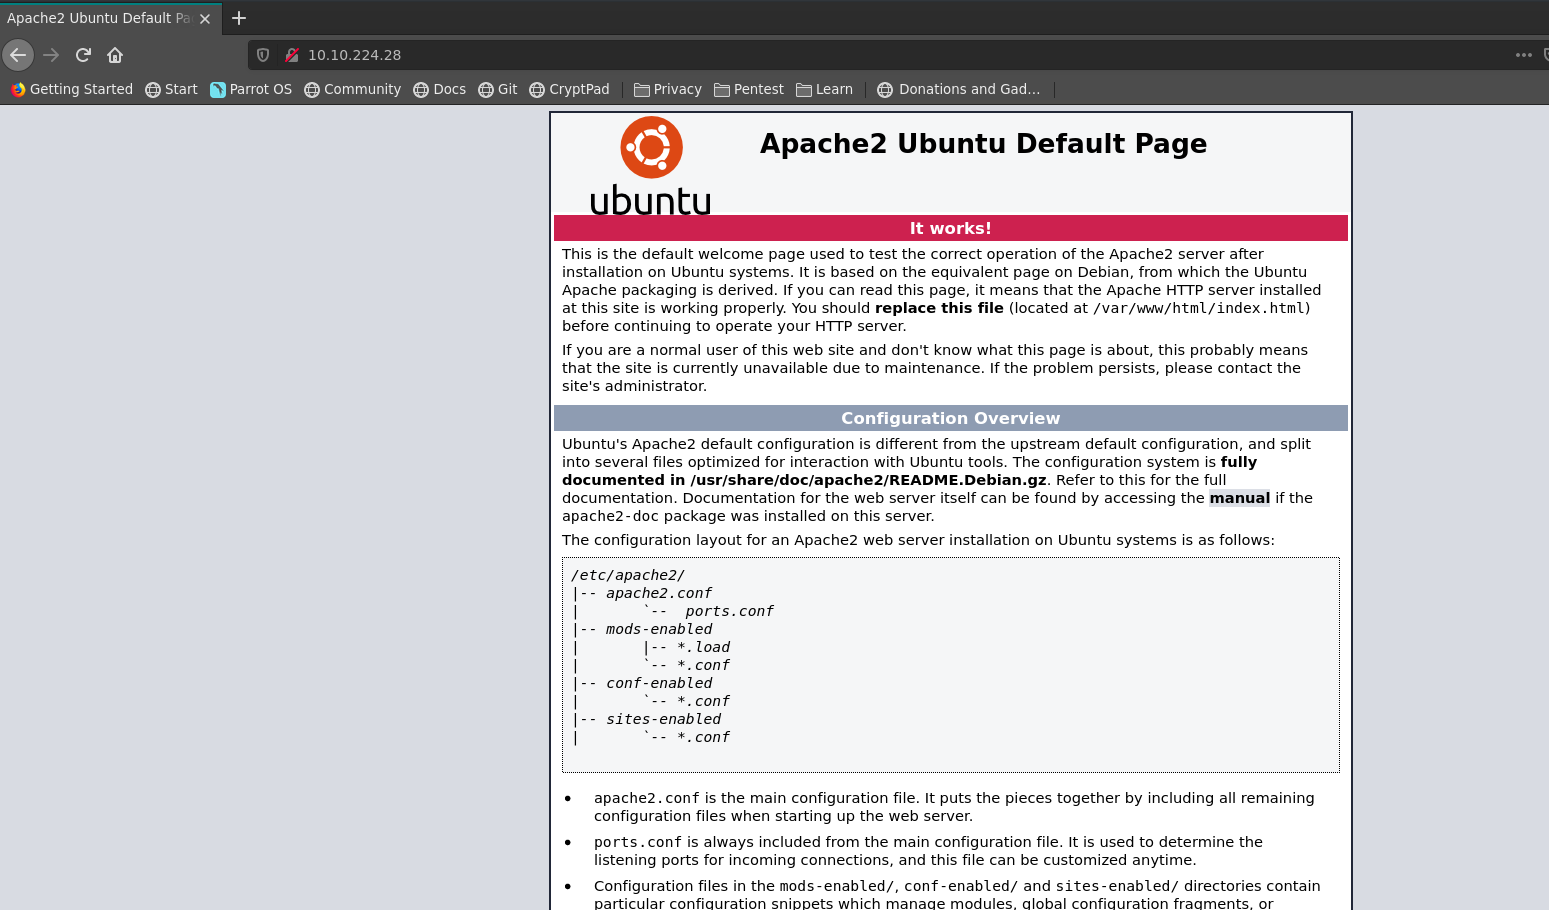 Apache2 Ubuntu Default Pa
10.10.224.28
Getting Started Start Parrot OS Community Docs Git CryptPad Privacy Pentest Learn Donations and Gad…
ubuntu
Apache2 Ubuntu Default Page
It works!
This is the default welcome page used to test the correct operation of the Apache2 server after
installation on Ubuntu systems. It is based on the equivalent page on Debian, from which the Ubuntu
Apache packaging is derived. If you can read this page, it means that the Apache HTTP server installed
at this site is working properly. You should replace this file (located at /var/www/html/index.html)
before continuing to operate your HTTP server.
If you are a normal user of this web site and don't know what this page is about, this probably means
that the site is currently unavailable due to maintenance. If the problem persists, please contact the
site's administrator.
Configuration Overview
Ubuntu's Apache2 default configuration is different from the upstream default configuration, and split
into several files optimized for interaction with Ubuntu tools. The configuration system is fully
documented in /usr/share/doc/apache2/README.Debian.gz. Refer to this for the full
documentation. Documentation for the web server itself can be found by accessing the manual if the
apache2-doc package was installed on this server.
The configuration layout for an Apache2 web server installation on Ubuntu systems is as follows:
/etc/apache2/
|-- apache2.conf
|       `--  ports.conf
|-- mods-enabled
|       |-- *.load
|       `-- *.conf
|-- conf-enabled
|       `-- *.conf
|-- sites-enabled
|       `-- *.conf
• apache2.conf is the main configuration file. It puts the pieces together by including all remaining
configuration files when starting up the web server.
• ports.conf is always included from the main configuration file. It is used to determine the
listening ports for incoming connections, and this file can be customized anytime.
• Configuration files in the mods-enabled/, conf-enabled/ and sites-enabled/ directories contain
particular configuration snippets which manage modules, global configuration fragments, or